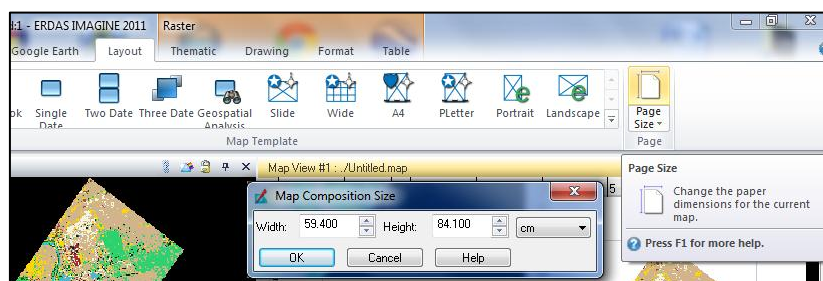 d:1 - ERDAS IMAGINE 2011 Raster
Google Earth Layout Thematic Drawing Format Table
ok Single Date Two Date Three Date Geospatial Analysis Slide Wide A4 PLetter Portrait Landscape Page Size
Map Template Page
Map View #1 : ./Untitled.map
5
Page Size
Change the paper
dimensions for the current
map.
Press F1 for more help.
Map Composition Size
Width: 59.400 Height: 84.100 cm
OK Cancel Help